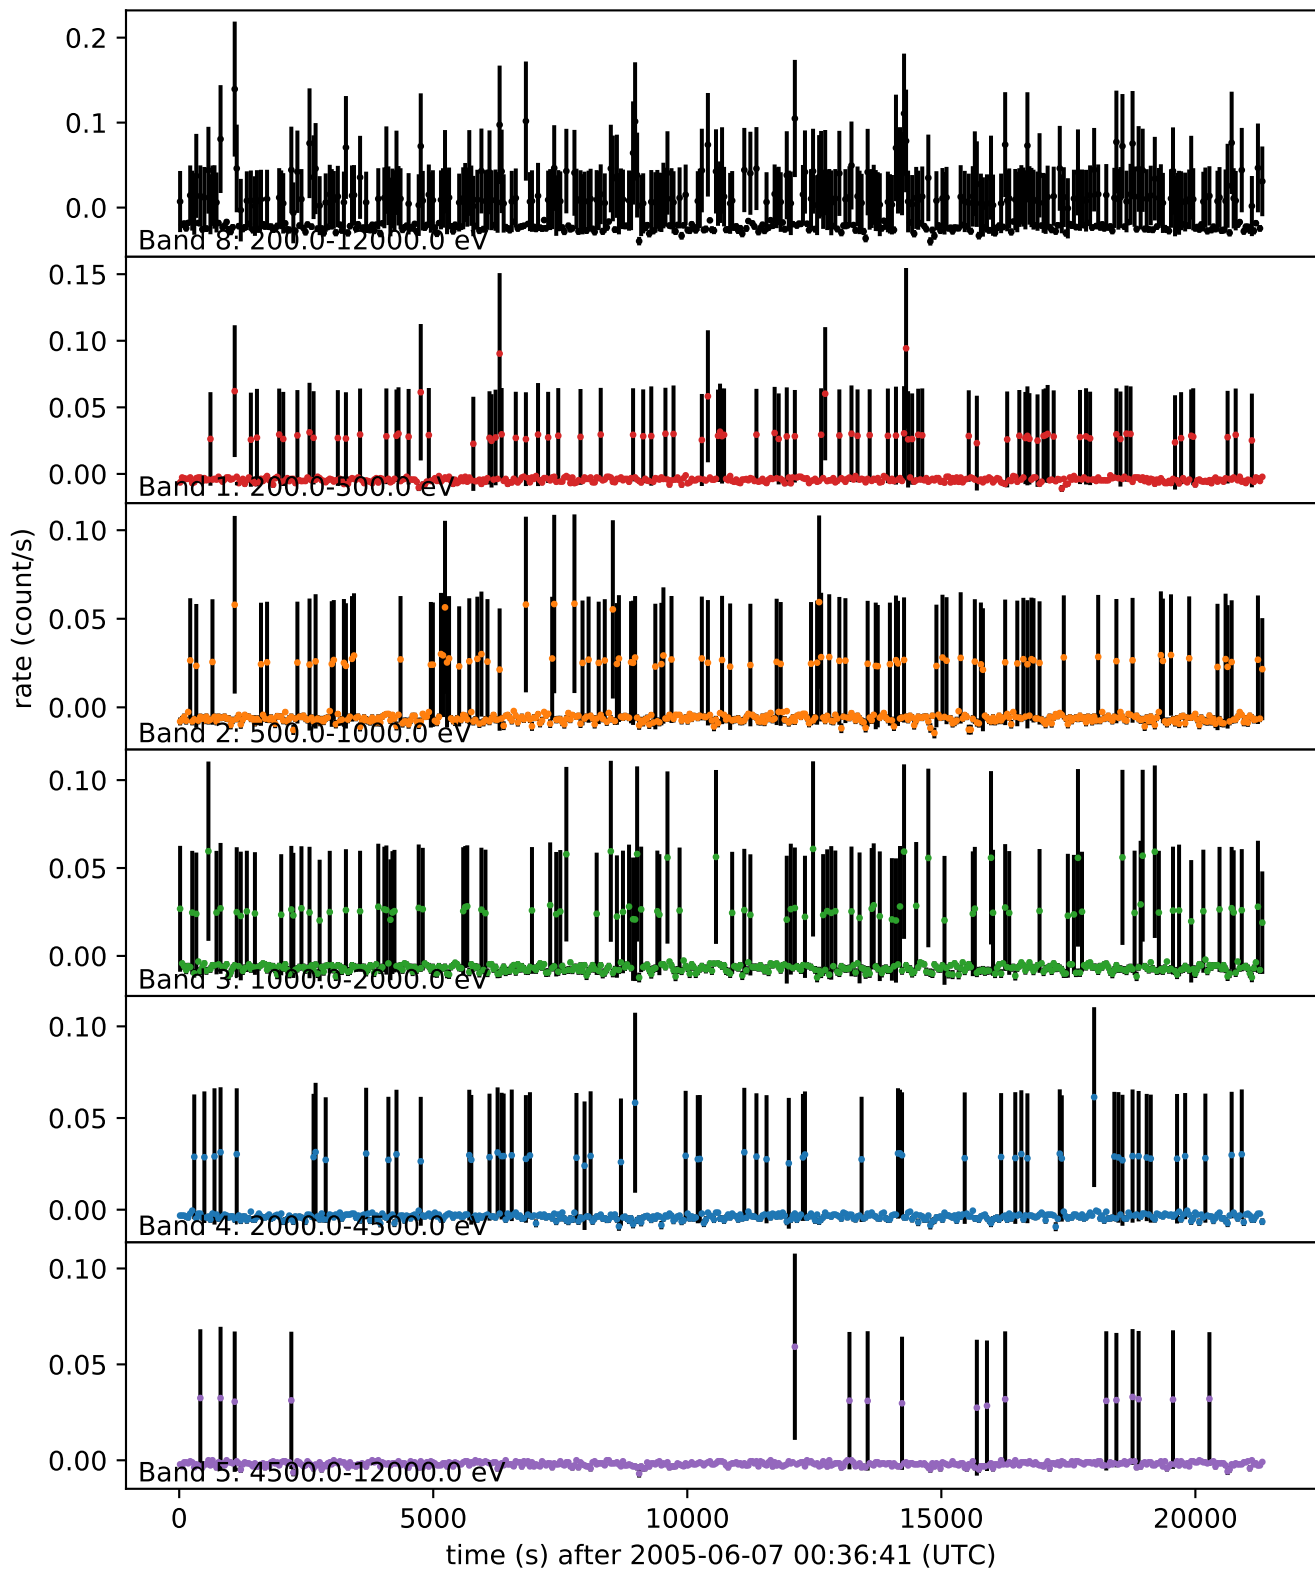 0.2
0.1
0.0
Band 8: 200.0-12000.0 eV
0.15
0.10
0.05
0.00
Band 1: 200.0-500.0 eV
0.10
0.05
0.00
Band 2: 500.0-1000.0 eV
rate (count/s)
0.10
0.05
0.00
Band 3: 1000.0-2000.0 eV
0.10
0.05
0.00
Band 4: 2000.0-4500.0 eV
0.10
0.05
0.00
Band 5: 4500.0-12000.0 eV
0 5000 10000 15000 20000
time (s) after 2005-06-07 00:36:41 (UTC)